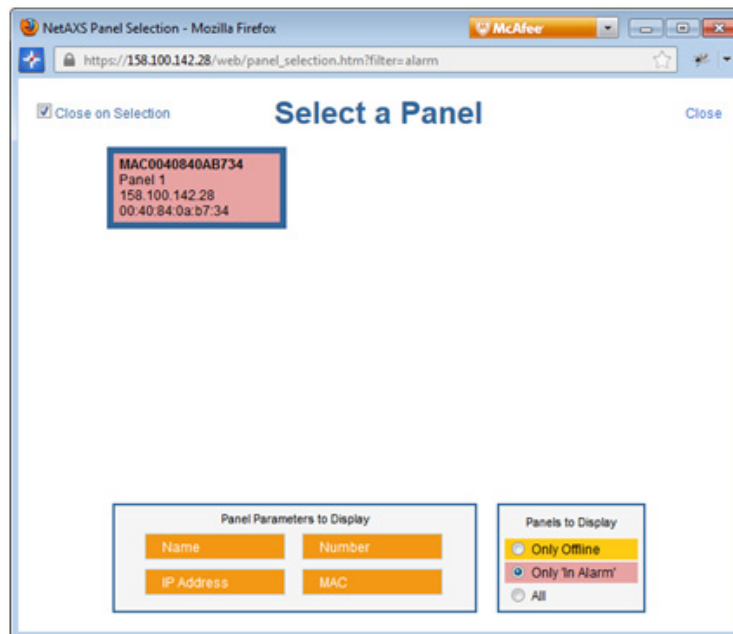 NetAXS Panel Selection - Mozilla Firefox
McAfee
https://158.100.142.28/web/panel_selection.htm?filter=alarm
Close on Selection
Select a Panel
Close
MAC0040840AB734
Panel 1
158.100.142.28
00:40:84:0a:b7:34
Panel Parameters to Display
Name
Number
IP Address
MAC
Panels to Display
Only Offline
Only 'In Alarm'
All